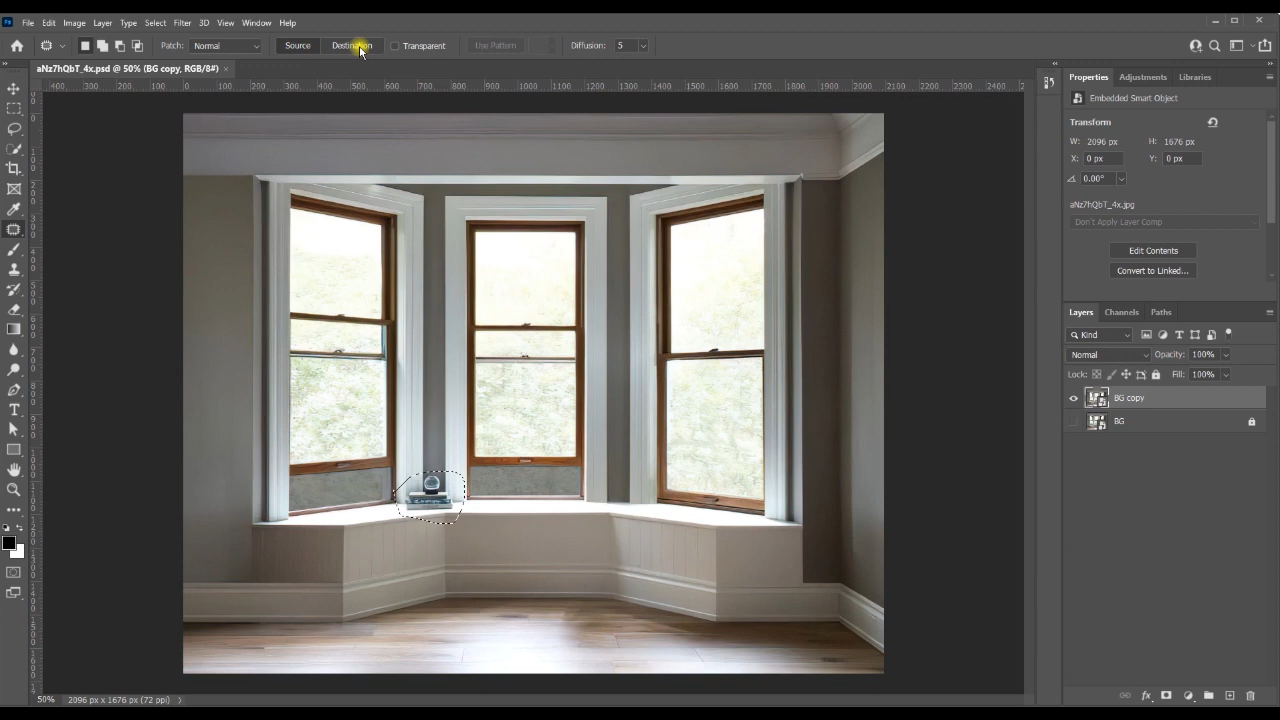 Ps File Edit Image Layer Type Select Filter 3D View Window Help
Patch: Normal Source Destination Transparent Use Pattern Diffusion: 5
aNz7hQbT_4x.psd @ 50% (BG copy, RGB/8#) ×
400 300 200 100 0 100 200 300 400 500 600 700 800 900 1000 1100 1200 1300 1400 1500 1600 1700 1800 1900 2000 2100 2200 2300 2400
Properties Adjustments Libraries
Embedded Smart Object
Transform
W: 2096 px H: 1676 px
X: 0 px Y: 0 px
0.00°
aNz7hQbT_4x.jpg
Don't Apply Layer Comp
Edit Contents
Convert to Linked...
Layers Channels Paths
Kind
Normal Opacity: 100%
Lock: Fill: 100%
BG copy
BG
50% 2096 px x 1676 px (72 ppi)